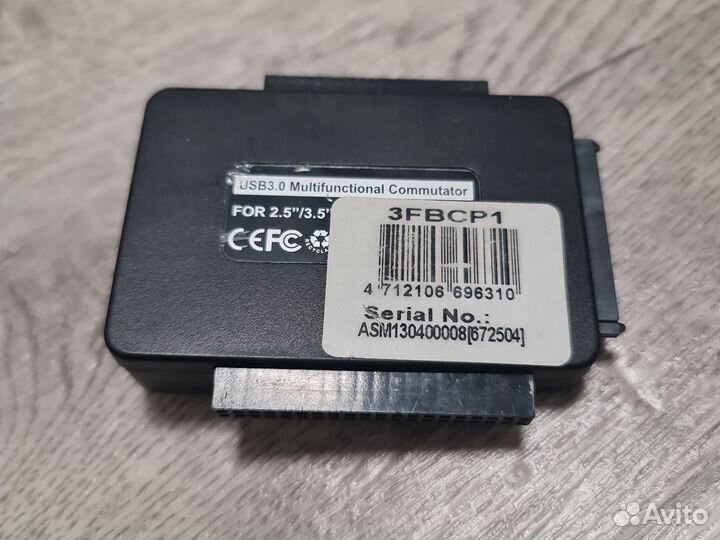 USB3.0 Multifunctional Commutator
FOR 2.5"/3.5"
CE FC
3FBCP1
4 712106 696310
Serial No.:
ASM130400008[672504]
Avito